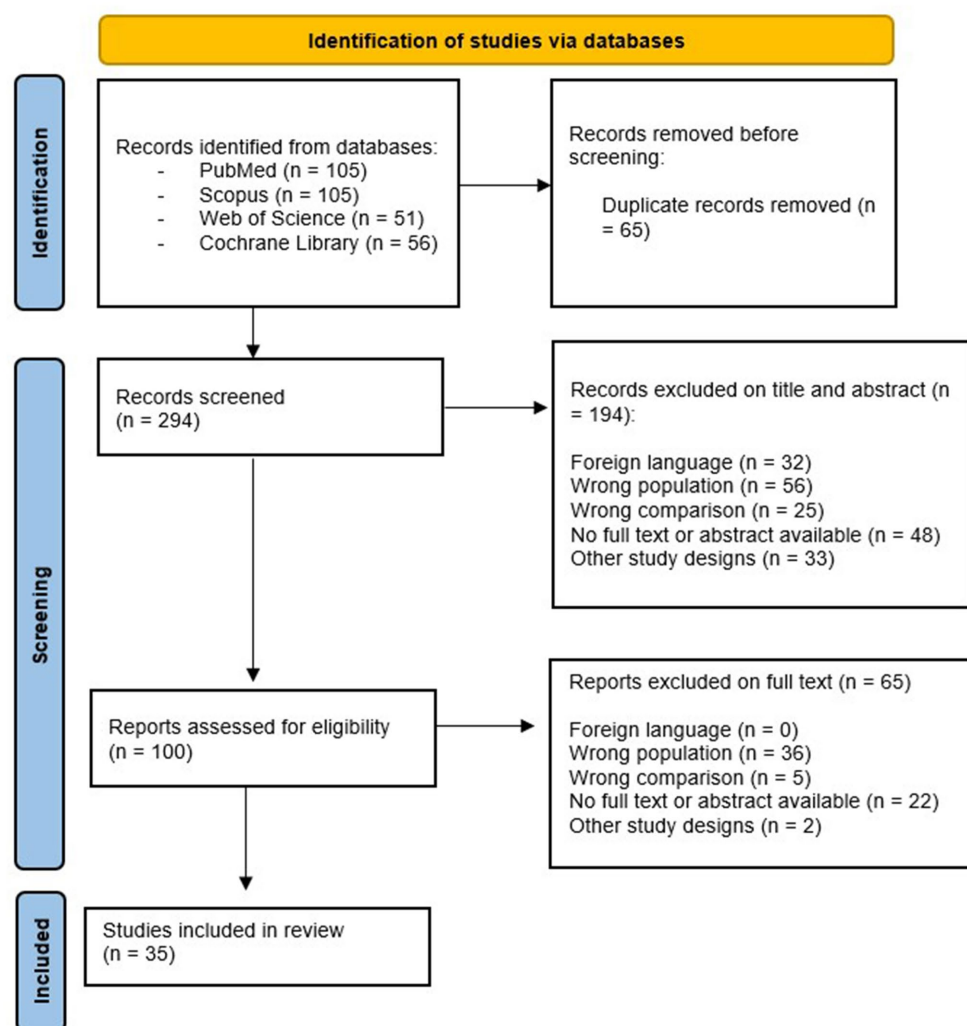 Identification of studies via databases
Identification
Records identified from databases:
- PubMed (n = 105)
- Scopus (n = 105)
- Web of Science (n = 51)
- Cochrane Library (n = 56)
Records removed before
screening:
Duplicate records removed (n
= 65)
Screening
Records screened
(n = 294)
Records excluded on title and abstract (n
= 194):
Foreign language (n = 32)
Wrong population (n = 56)
Wrong comparison (n = 25)
No full text or abstract available (n = 48)
Other study designs (n = 33)
Reports assessed for eligibility
(n = 100)
Reports excluded on full text (n = 65)
Foreign language (n = 0)
Wrong population (n = 36)
Wrong comparison (n = 5)
No full text or abstract available (n = 22)
Other study designs (n = 2)
Included
Studies included in review
(n = 35)